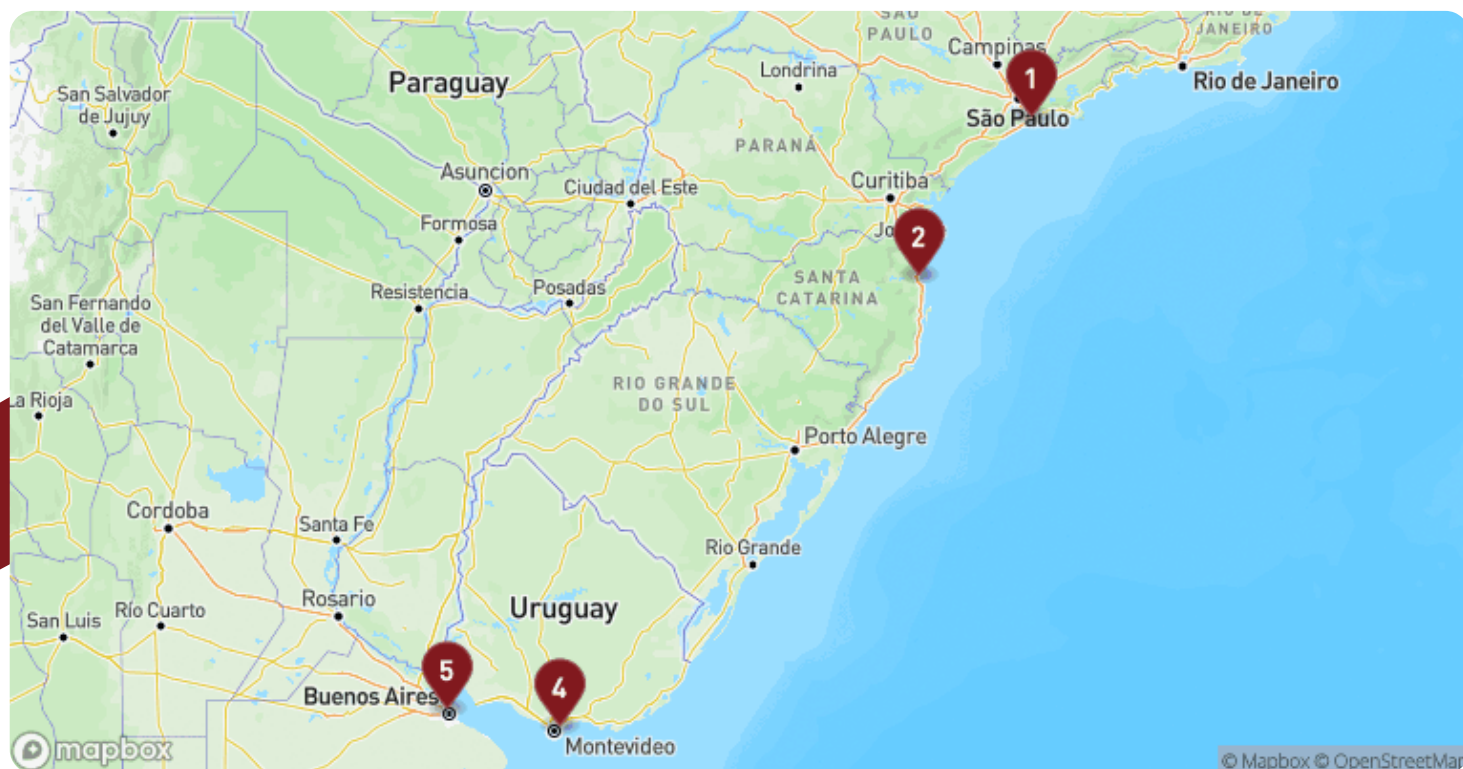 SÃO
PAULO
RIO DE
JANEIRO
Campinas
1
São Paulo
Rio de Janeiro
Londrina
Paraguay
San Salvador
de Jujuy
PARANÁ
Asuncion
Ciudad del Este
Curitiba
Formosa
2
Resistencia
Posadas
SANTA
CATARINA
San Fernando
del Valle de
Catamarca
La Rioja
RIO GRANDE
DO SUL
Porto Alegre
Cordoba
Santa Fe
Rio Grande
San Luis
Río Cuarto
Rosario
Uruguay
5
Buenos Aires
4
Montevideo
mapbox
© Mapbox © OpenStreetMap